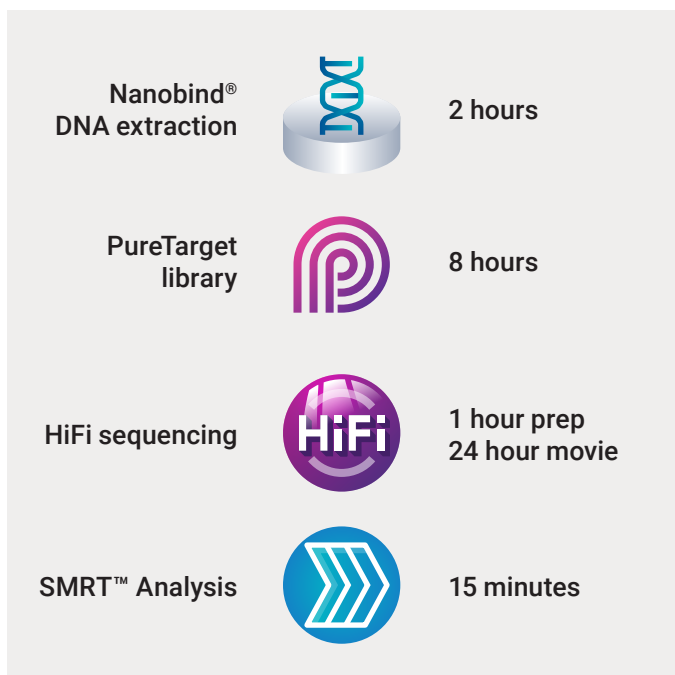 Nanobind®
DNA extraction
2 hours
PureTarget
library
8 hours
HiFi sequencing
HiFi
1 hour prep
24 hour movie
SMRT™ Analysis
15 minutes